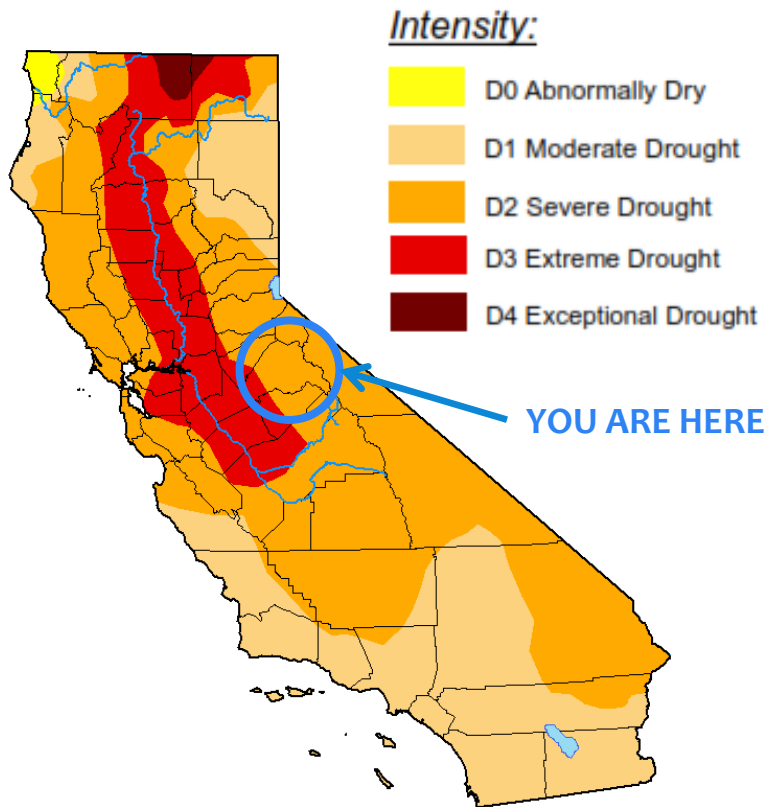 Intensity:
D0 Abnormally Dry
D1 Moderate Drought
D2 Severe Drought
D3 Extreme Drought
D4 Exceptional Drought
YOU ARE HERE